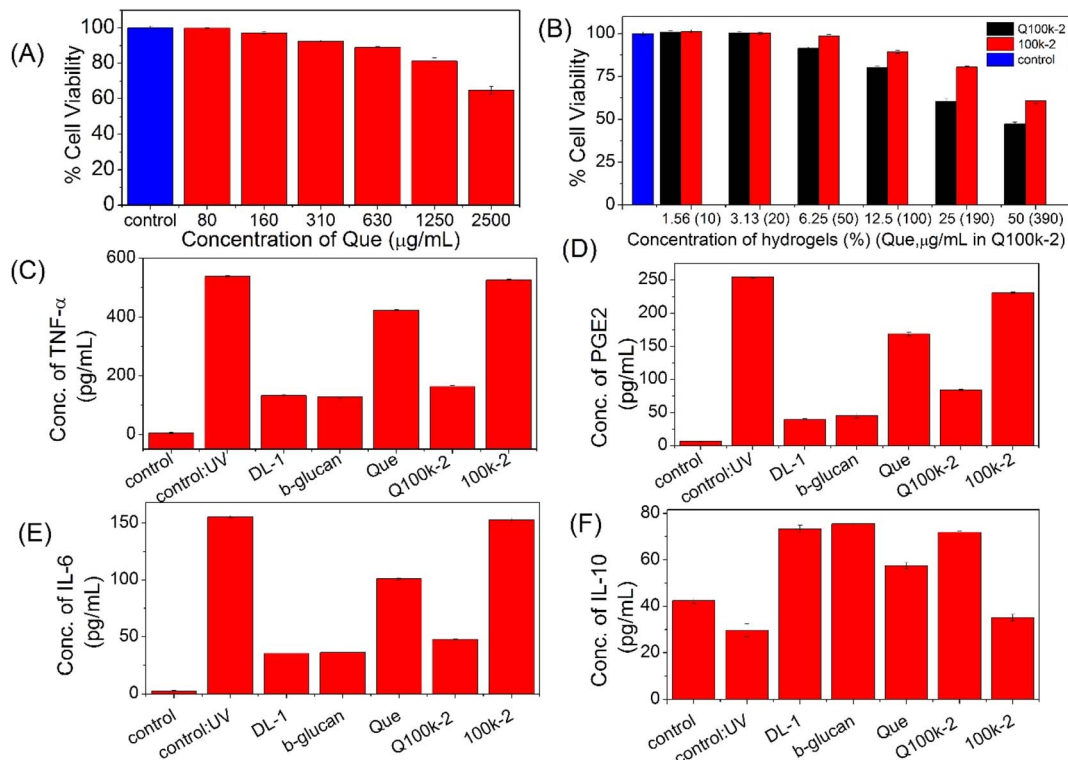 (A)
% Cell Viability
100
80
60
40
20
0
control
80
160
310
630
1250
2500
Concentration of Que (μg/mL)
(B)
% Cell Viability
100
75
50
25
0
Q100k-2
100k-2
control
1.56 (10)
3.13 (20)
6.25 (50)
12.5 (100)
25 (190)
50 (390)
Concentration of hydrogels (%) (Que,μg/mL in Q100k-2)
(C)
Conc. of TNF-α
(pg/mL)
600
400
200
0
control
control:UV
DL-1
b-glucan
Que
Q100k-2
100k-2
(D)
Conc. of PGE2
(pg/mL)
250
200
150
100
50
0
control
control:UV
DL-1
b-glucan
Que
Q100k-2
100k-2
(E)
Conc. of IL-6
(pg/mL)
150
100
50
0
control
control:UV
DL-1
b-glucan
Que
Q100k-2
100k-2
(F)
Conc. of IL-10
(pg/mL)
80
60
40
20
0
control
control:UV
DL-1
b-glucan
Que
Q100k-2
100k-2